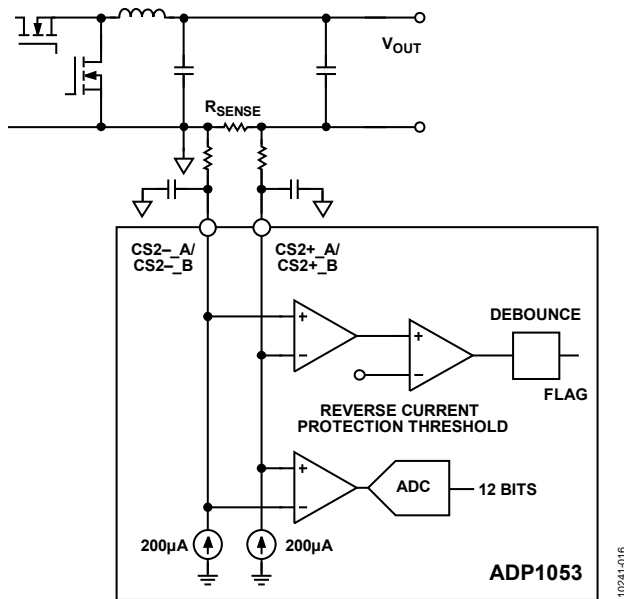 VOUT
RSENSE
CS2–_A/
CS2–_B
CS2+_A/
CS2+_B
+
–
+
–
DEBOUNCE
FLAG
REVERSE CURRENT
PROTECTION THRESHOLD
+
–
ADC
12 BITS
200µA
200µA
ADP1053
10241-016